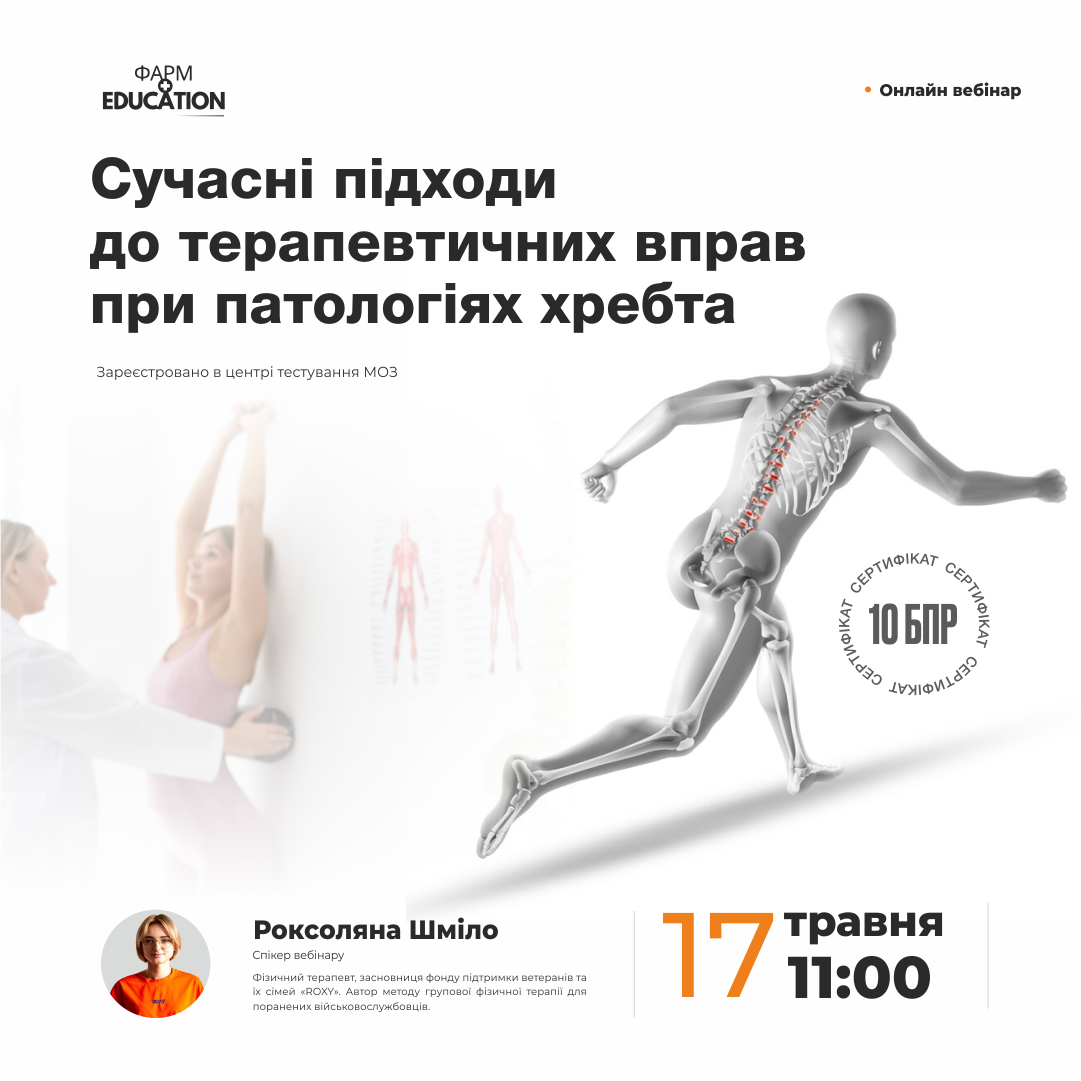 ФАРМ
EDUCATION
Онлайн вебінар
Сучасні підходи
до терапевтичних вправ
при патологіях хребта
Зареєстровано в центрі тестування МОЗ
СЕРТИФІКАТ СЕРТИФІКАТ СЕРТИФІКАТ СЕРТИФІКАТ СЕРТИФІКАТ
10 БПР
Роксоляна Шміло
Спікер вебінару
Фізичний терапевт, засновниця фонду підтримки ветеранів та
їх сімей «ROXY». Автор методу групової фізичної терапії для
поранених військовослужбовців.
17 травня
11:00